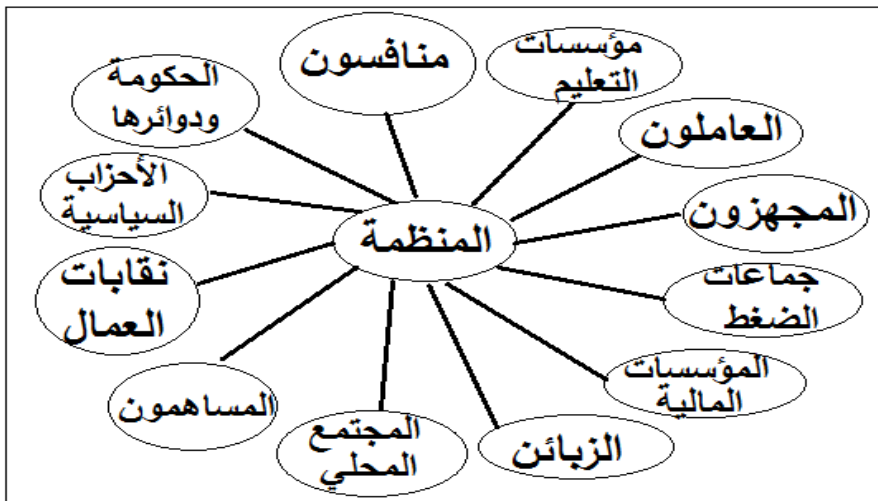 منافسون
مؤسسات
التعليم
الحكومة
ودوائرها
العاملون
الأحزاب
السياسية
المجهزون
المنظمة
نقابات
العمال
جماعات
الضغط
المؤسسات
المالية
المساهمون
المجتمع
المحلي
الزبائن